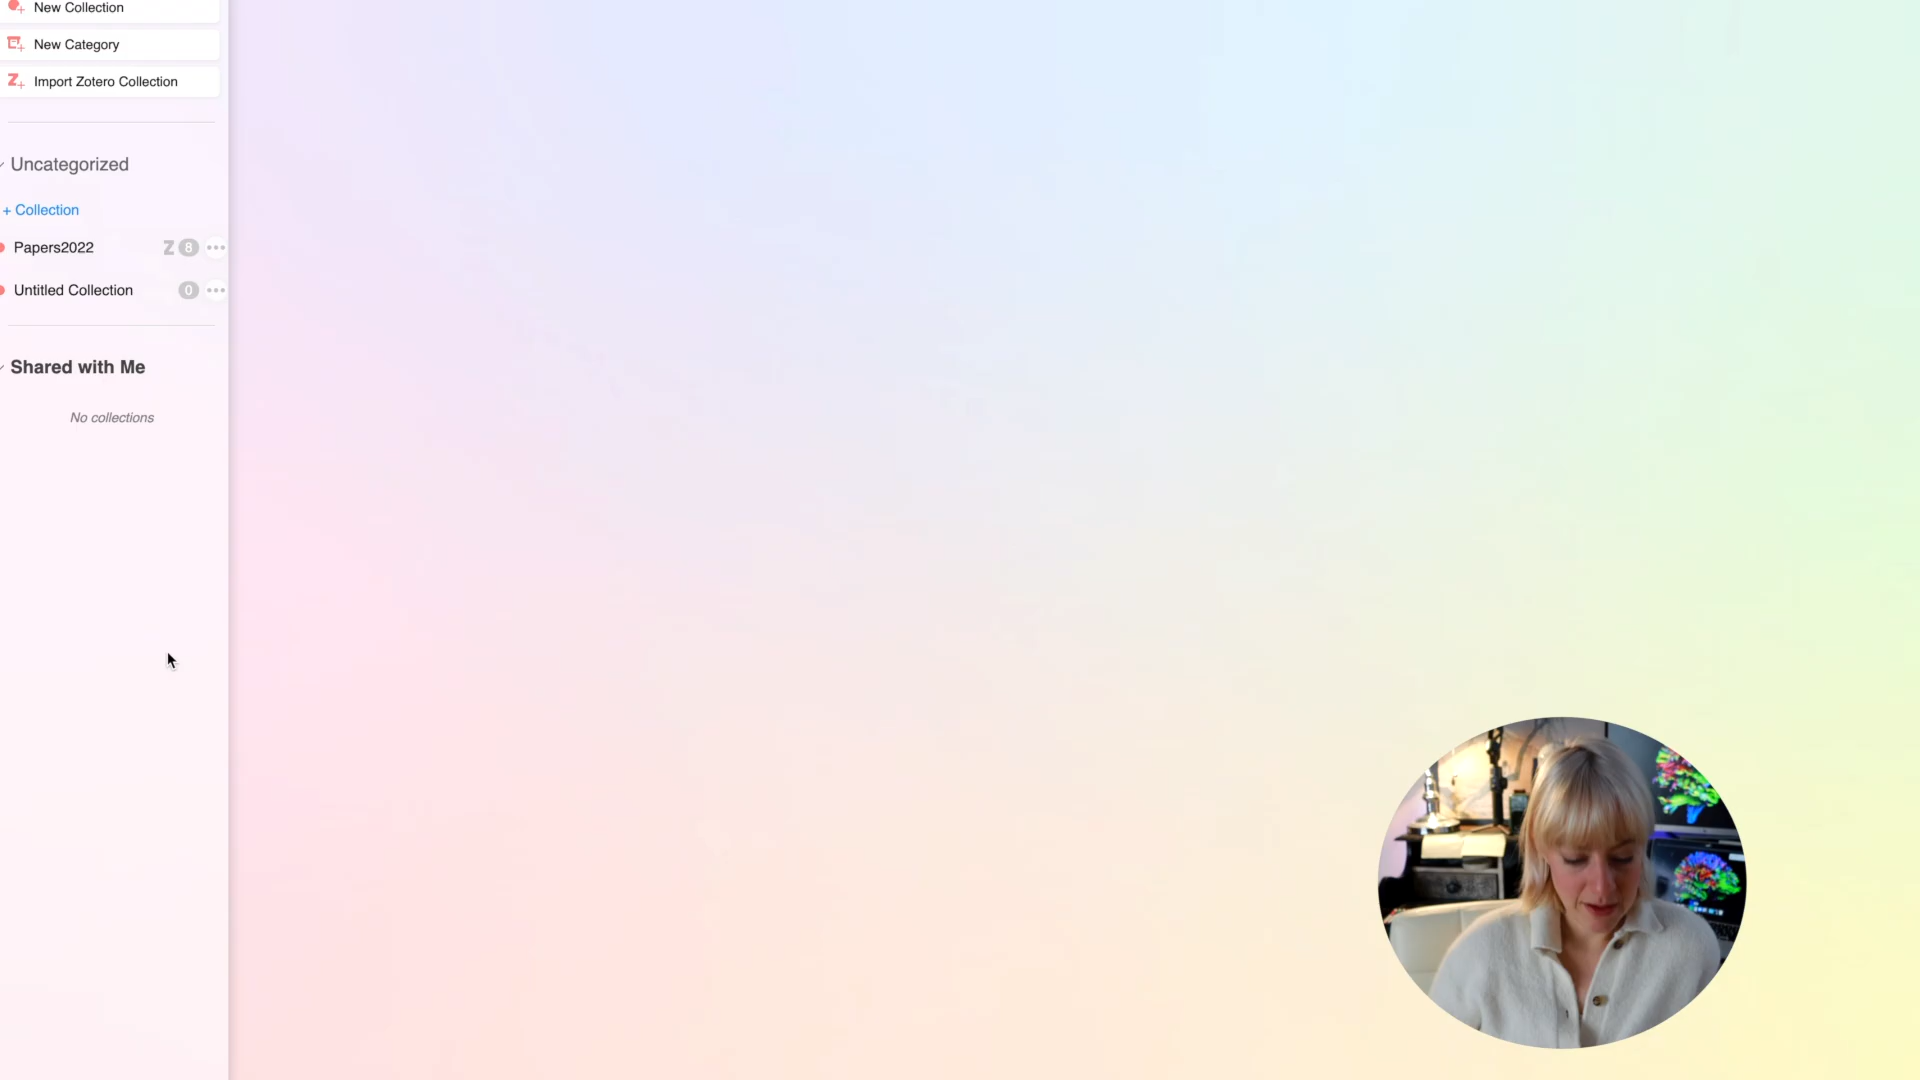 New Collection
New Category
Import Zotero Collection
Uncategorized
+ Collection
Papers2022 Z 8
Untitled Collection 0
Shared with Me
No collections